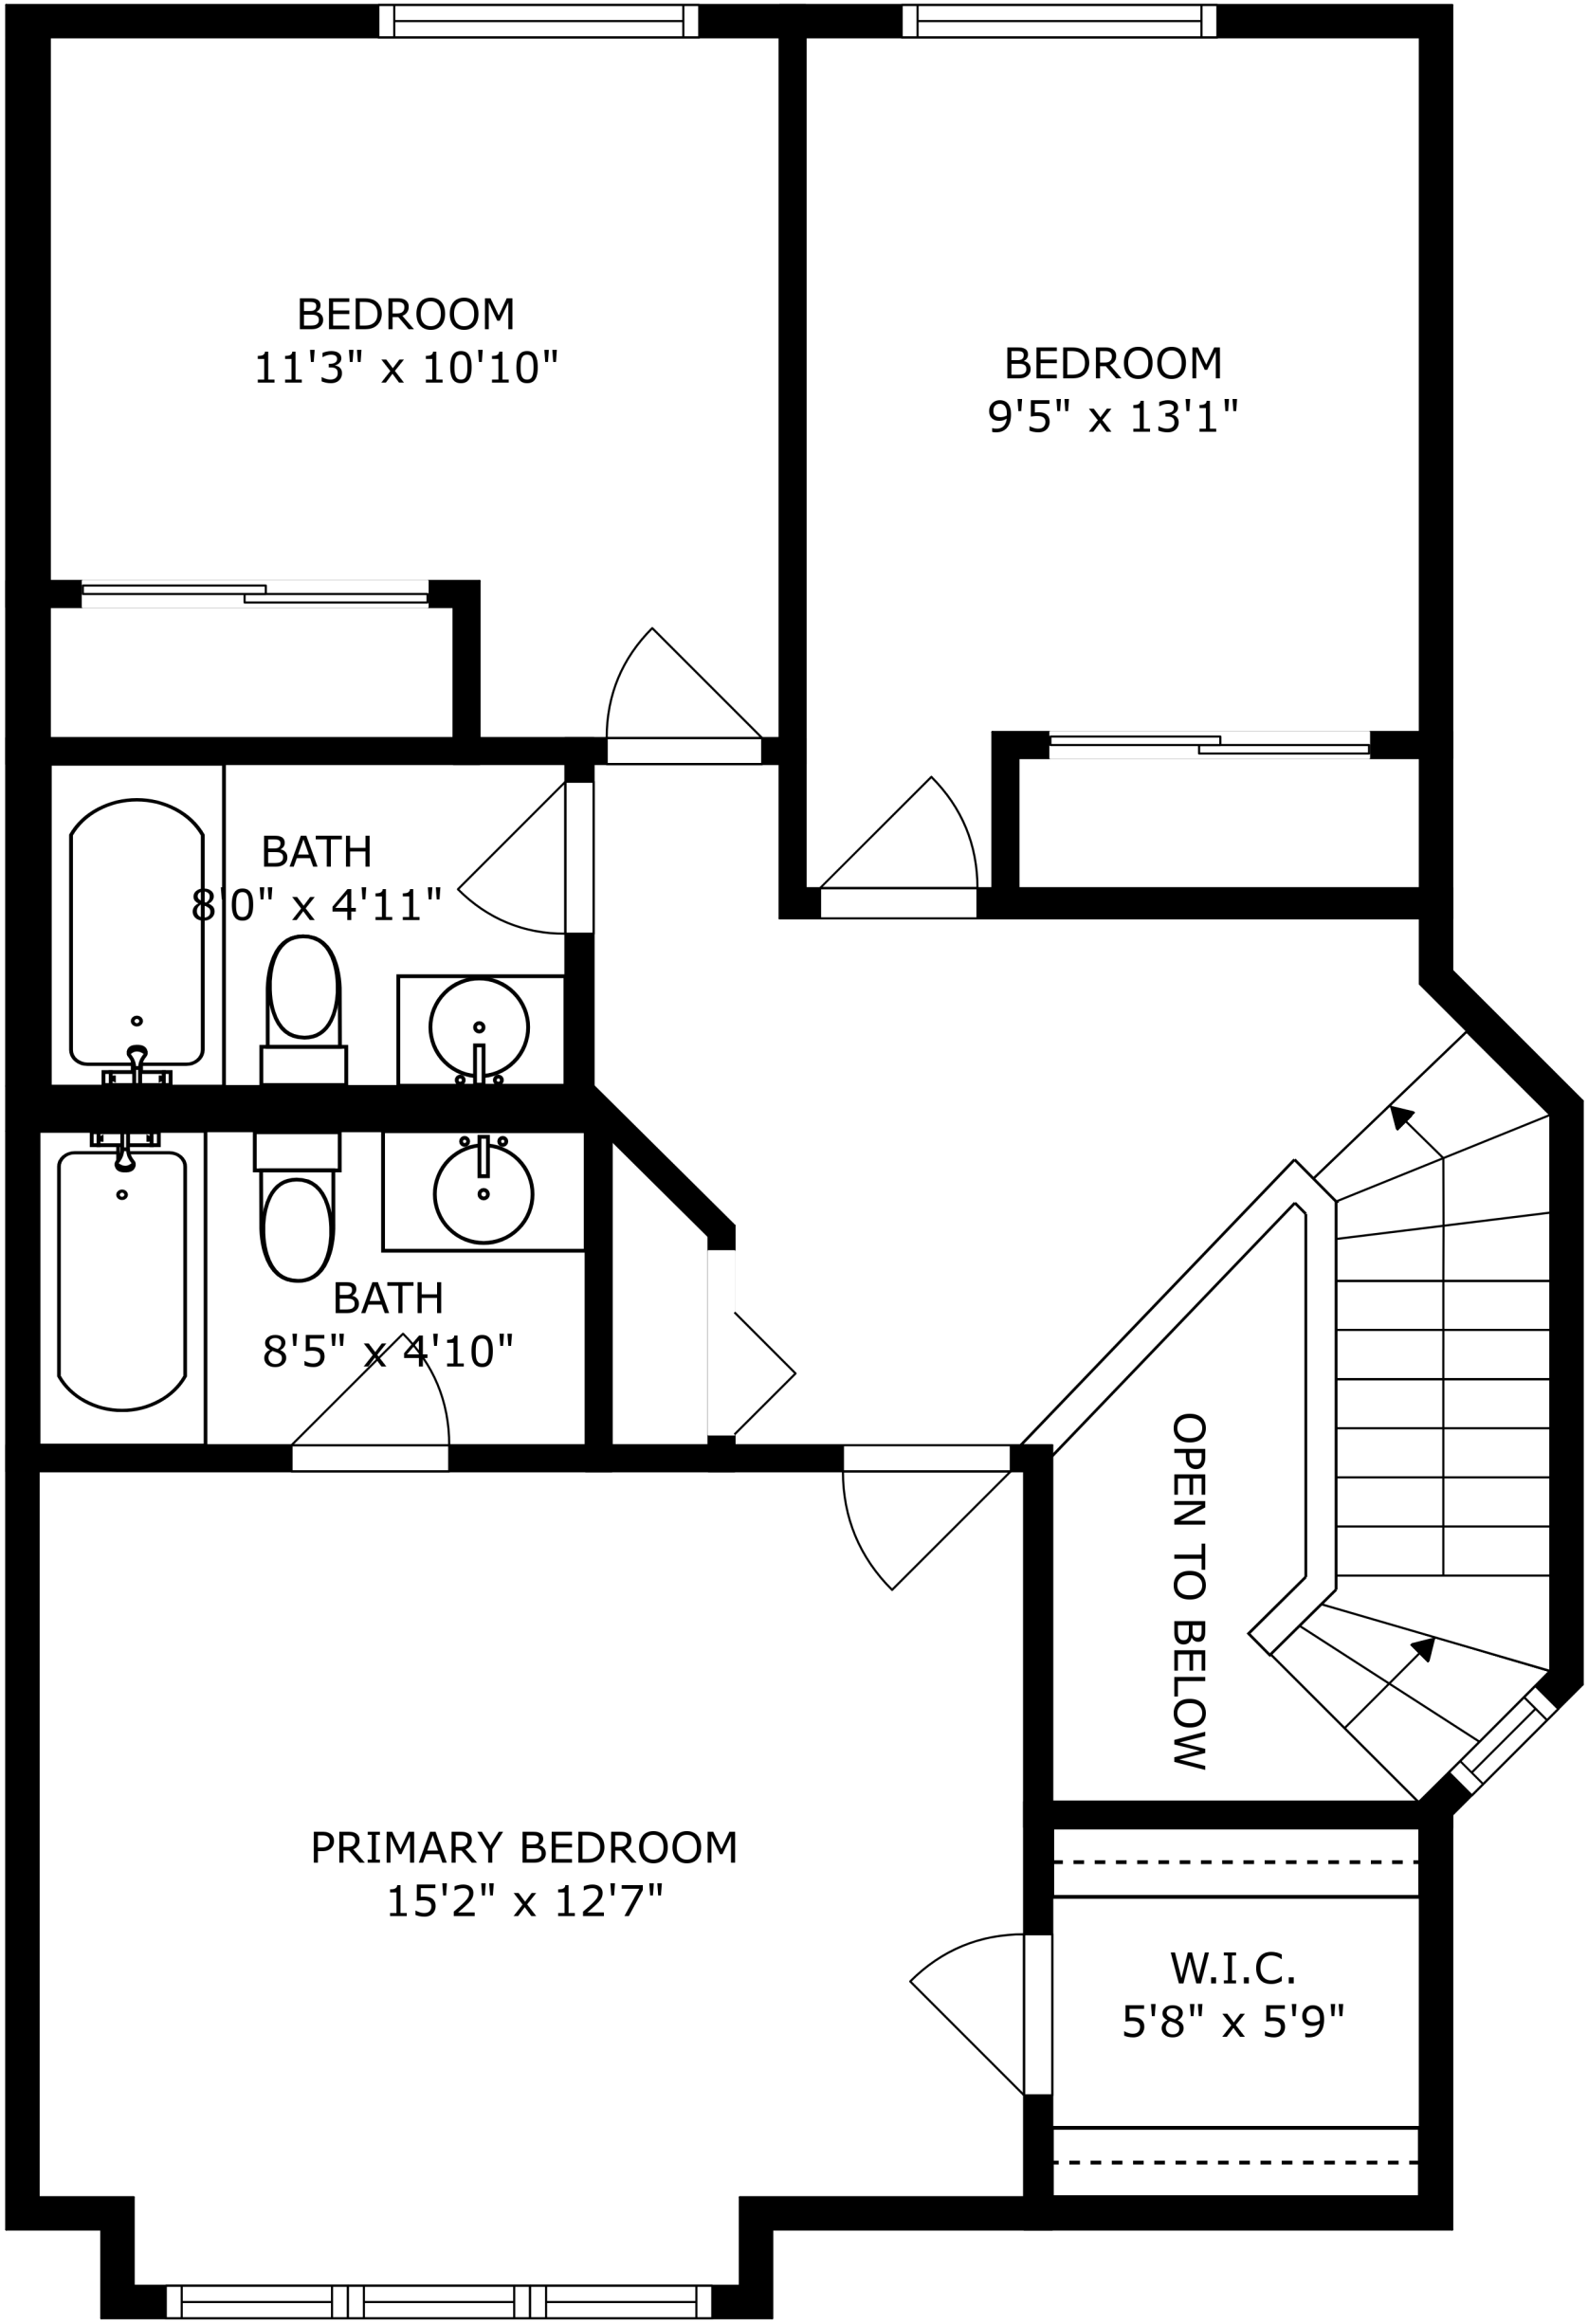 BEDROOM
11'3" x 10'10"
BEDROOM
9'5" x 13'1"
BATH
8'0" x 4'11"
BATH
8'5" x 4'10"
OPEN TO BELOW
PRIMARY BEDROOM
15'2" x 12'7"
W.I.C.
5'8" x 5'9"